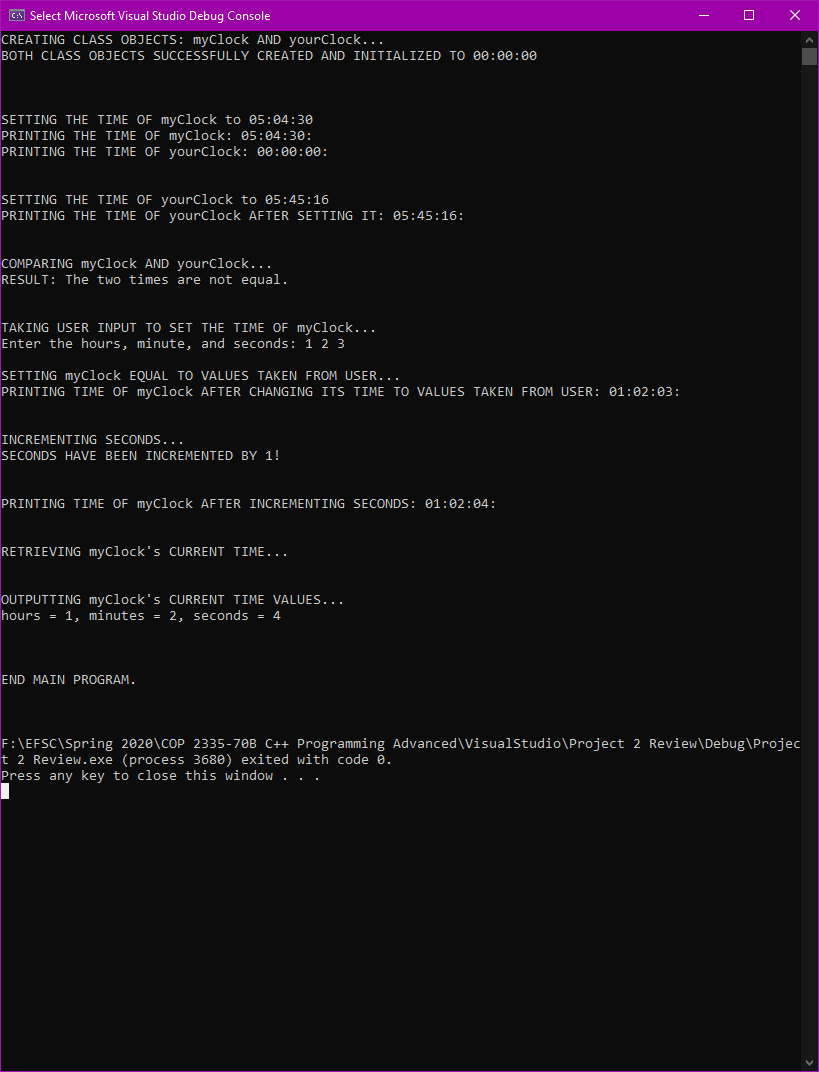 Select Microsoft Visual Studio Debug Console
CREATING CLASS OBJECTS: myClock AND yourClock...
BOTH CLASS OBJECTS SUCCESSFULLY CREATED AND INITIALIZED TO 00:00:00
SETTING THE TIME OF myClock to 05:04:30
PRINTING THE TIME OF myClock: 05:04:30:
PRINTING THE TIME OF yourClock: 00:00:00:
SETTING THE TIME OF yourClock to 05:45:16
PRINTING THE TIME OF yourClock AFTER SETTING IT: 05:45:16:
COMPARING myClock AND yourClock...
RESULT: The two times are not equal.
TAKING USER INPUT TO SET THE TIME OF myClock...
Enter the hours, minute, and seconds: 1 2 3
SETTING myClock EQUAL TO VALUES TAKEN FROM USER...
PRINTING TIME OF myClock AFTER CHANGING ITS TIME TO VALUES TAKEN FROM USER: 01:02:03:
INCREMENTING SECONDS...
SECONDS HAVE BEEN INCREMENTED BY 1!
PRINTING TIME OF myClock AFTER INCREMENTING SECONDS: 01:02:04:
RETRIEVING myClock's CURRENT TIME...
OUTPUTTING myClock's CURRENT TIME VALUES...
hours = 1, minutes = 2, seconds = 4
END MAIN PROGRAM.
F:\EFSC\Spring 2020\COP 2335-70B C++ Programming Advanced\VisualStudio\Project 2 Review\Debug\Projec
t 2 Review.exe (process 3680) exited with code 0.
Press any key to close this window . . .